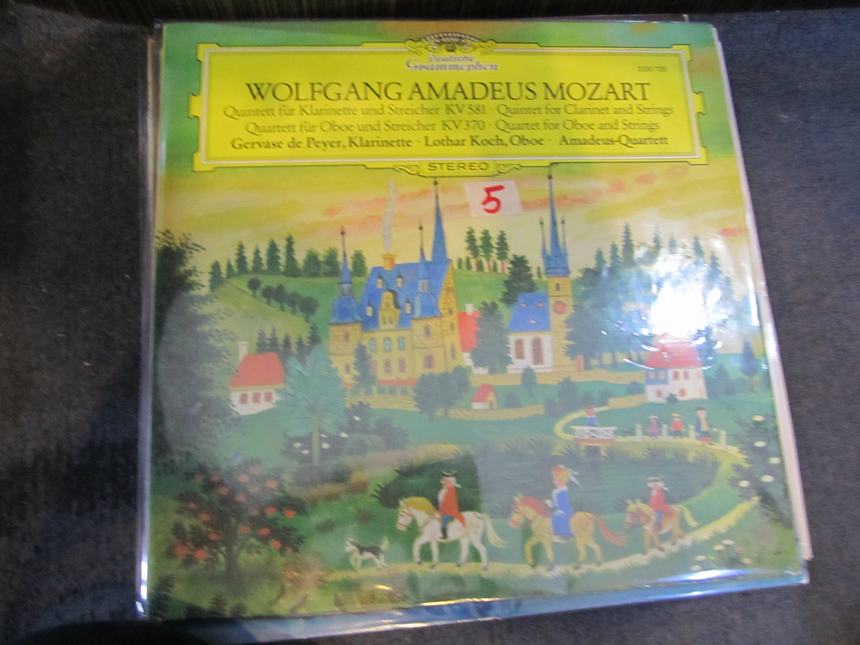 Deutsche
Grammophon
2530 720
WOLFGANG AMADEUS MOZART
Quintett für Klarinette und Streicher KV 581 · Quintet for Clarinet and Strings
Quartett für Oboe und Streicher KV 370 · Quartet for Oboe and Strings
Gervase de Peyer, Klarinette · Lothar Koch, Oboe · Amadeus-Quartett
STEREO
5